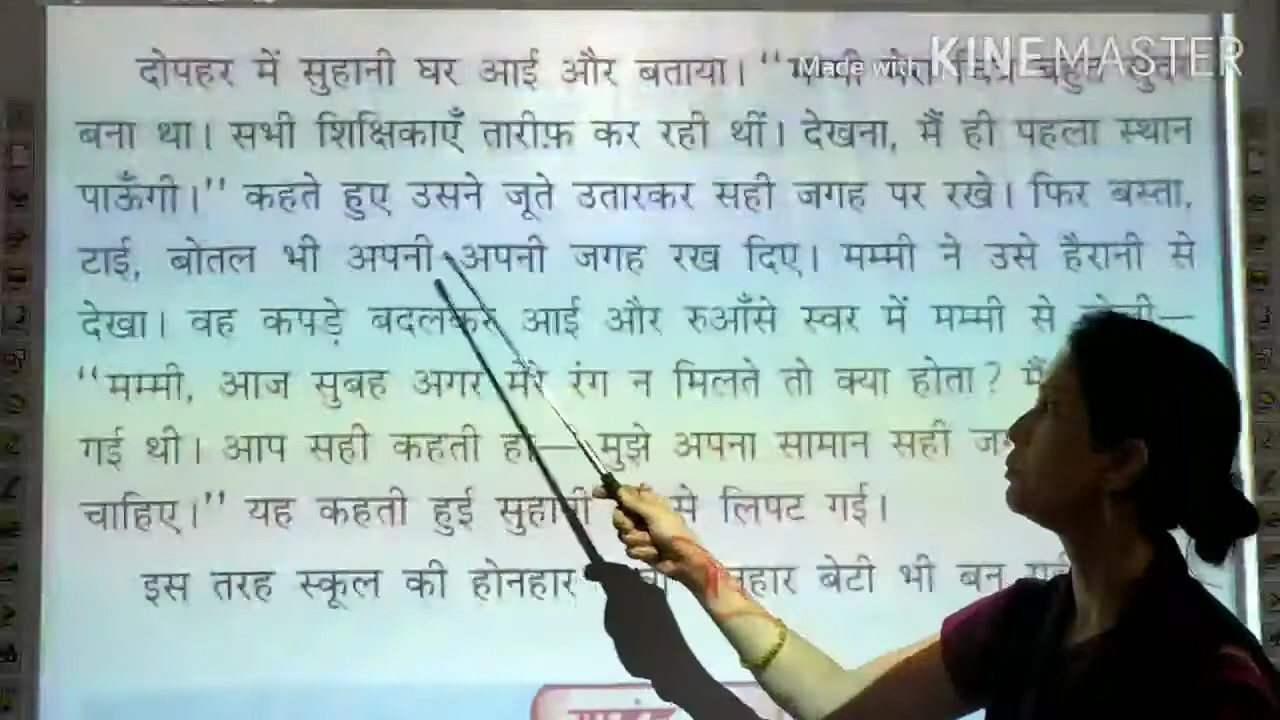 दोपहर में सुहानी घर आई और बताया। "मम्मी मेरा चित्र बहुत
Made with KINEMASTER
बना था। सभी शिक्षिकाएँ तारीफ़ कर रही थीं। देखना, मैं ही पहला स्थान
पाऊँगी।" कहते हुए उसने जूते उतारकर सही जगह पर रखे। फिर बस्ता,
टाई, बोतल भी अपनी अपनी जगह रख दिए। मम्मी ने उसे हैरानी से
देखा। वह कपड़े बदलकर आई और रुआँसे स्वर में मम्मी से बोली—
"मम्मी, आज सुबह अगर मेरे रंग न मिलते तो क्या होता? मैं
गई थी। आप सही कहती हो— मुझे अपना सामान सही
चाहिए।" यह कहती हुई सुहानी से लिपट गई।
इस तरह स्कूल की होनहार बेटी भी बन